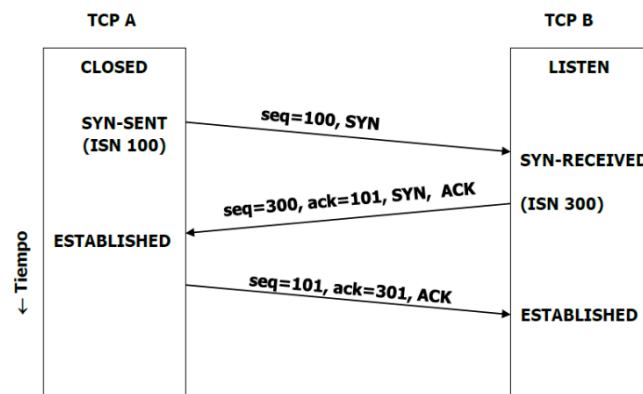 TCP A
TCP B
CLOSED
LISTEN
SYN-SENT
(ISN 100)
seq=100, SYN
SYN-RECEIVED
seq=300, ack=101, SYN, ACK
(ISN 300)
ESTABLISHED
← Tiempo
seq=101, ack=301, ACK
ESTABLISHED